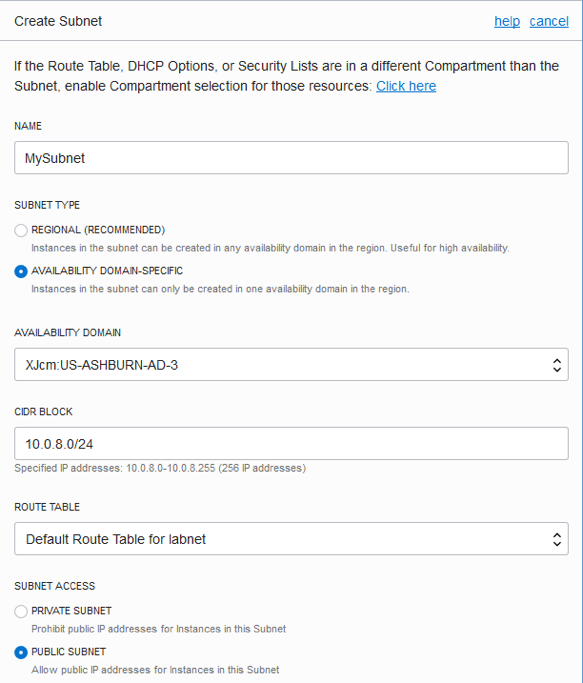 Create Subnet help cancel
If the Route Table, DHCP Options, or Security Lists are in a different Compartment than the
Subnet, enable Compartment selection for those resources: Click here
NAME
MySubnet
SUBNET TYPE
REGIONAL (RECOMMENDED)
Instances in the subnet can be created in any availability domain in the region. Useful for high availability.
AVAILABILITY DOMAIN-SPECIFIC
Instances in the subnet can only be created in one availability domain in the region.
AVAILABILITY DOMAIN
XJcm:US-ASHBURN-AD-3
CIDR BLOCK
10.0.8.0/24
Specified IP addresses: 10.0.8.0-10.0.8.255 (256 IP addresses)
ROUTE TABLE
Default Route Table for labnet
SUBNET ACCESS
PRIVATE SUBNET
Prohibit public IP addresses for Instances in this Subnet
PUBLIC SUBNET
Allow public IP addresses for Instances in this Subnet